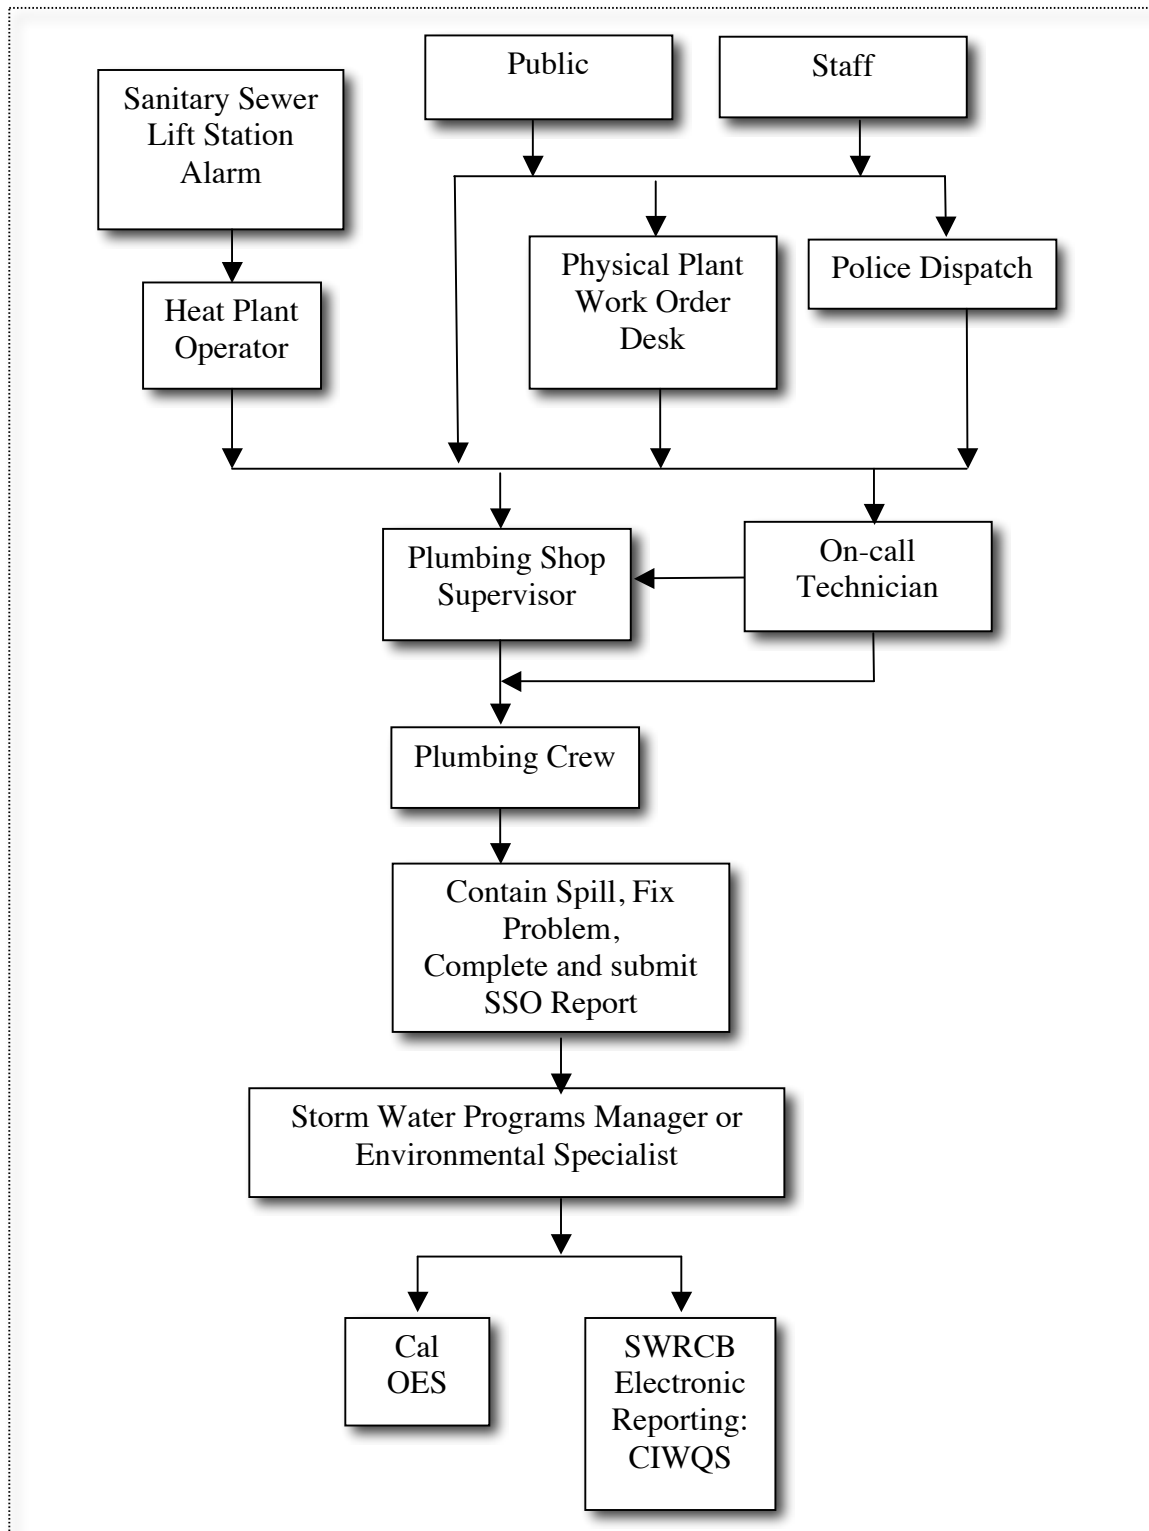 Public
Staff
Sanitary Sewer
Lift Station
Alarm
Physical Plant
Work Order
Desk
Police Dispatch
Heat Plant
Operator
Plumbing Shop
Supervisor
On-call
Technician
Plumbing Crew
Contain Spill, Fix
Problem,
Complete and submit
SSO Report
Storm Water Programs Manager or
Environmental Specialist
Cal
OES
SWRCB
Electronic
Reporting:
CIWQS